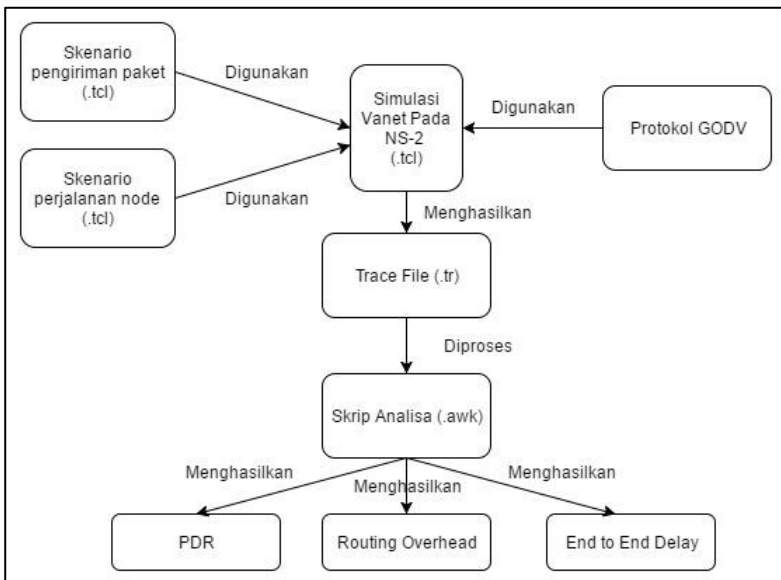 Skenario
pengiriman paket
(.tcl)
Digunakan
Simulasi
Vanet Pada
NS-2
(.tcl)
Digunakan
Protokol GODV
Skenario
perjalanan node
(.tcl)
Digunakan
Menghasilkan
Trace File (.tr)
Diproses
Skrip Analisa (.awk)
Menghasilkan
Menghasilkan
Menghasilkan
PDR
Routing Overhead
End to End Delay